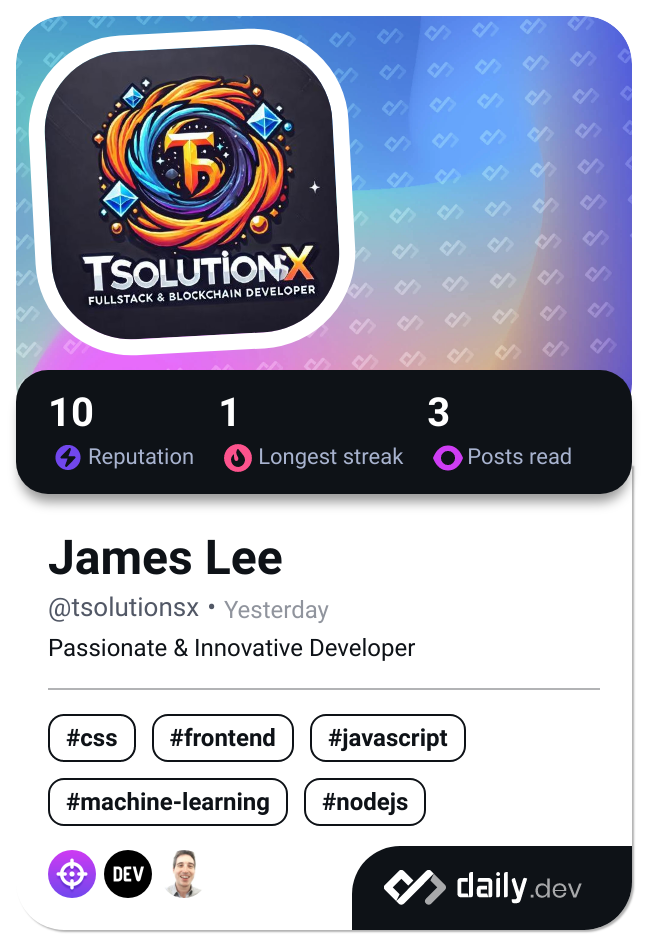 TSOLUTIONSX
FULLSTACK & BLOCKCHAIN DEVELOPER
10 1 3
Reputation Longest streak Posts read
James Lee
@tsolutionsx • Yesterday
Passionate & Innovative Developer
#css #frontend #javascript
#machine-learning #nodejs
DEV
daily.dev